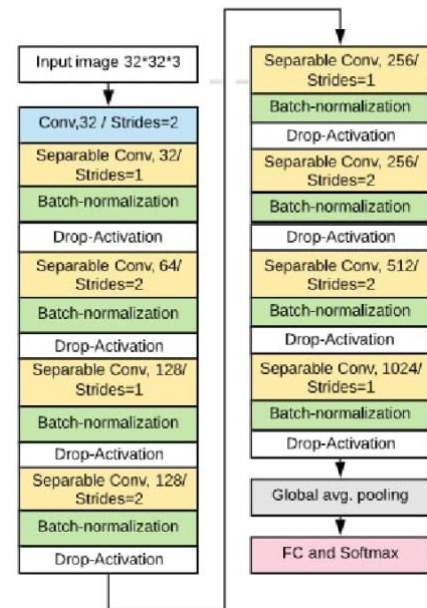 Input image 32*32*3
Conv,32 / Strides=2
Separable Conv, 32/
Strides=1
Batch-normalization
Drop-Activation
Separable Conv, 64/
Strides=2
Batch-normalization
Drop-Activation
Separable Conv, 128/
Strides=1
Batch-normalization
Drop-Activation
Separable Conv, 128/
Strides=2
Batch-normalization
Drop-Activation
Separable Conv, 256/
Strides=1
Batch-normalization
Drop-Activation
Separable Conv, 256/
Strides=2
Batch-normalization
Drop-Activation
Separable Conv, 512/
Strides=2
Batch-normalization
Drop-Activation
Separable Conv, 1024/
Strides=1
Batch-normalization
Drop-Activation
Global avg. pooling
FC and Softmax